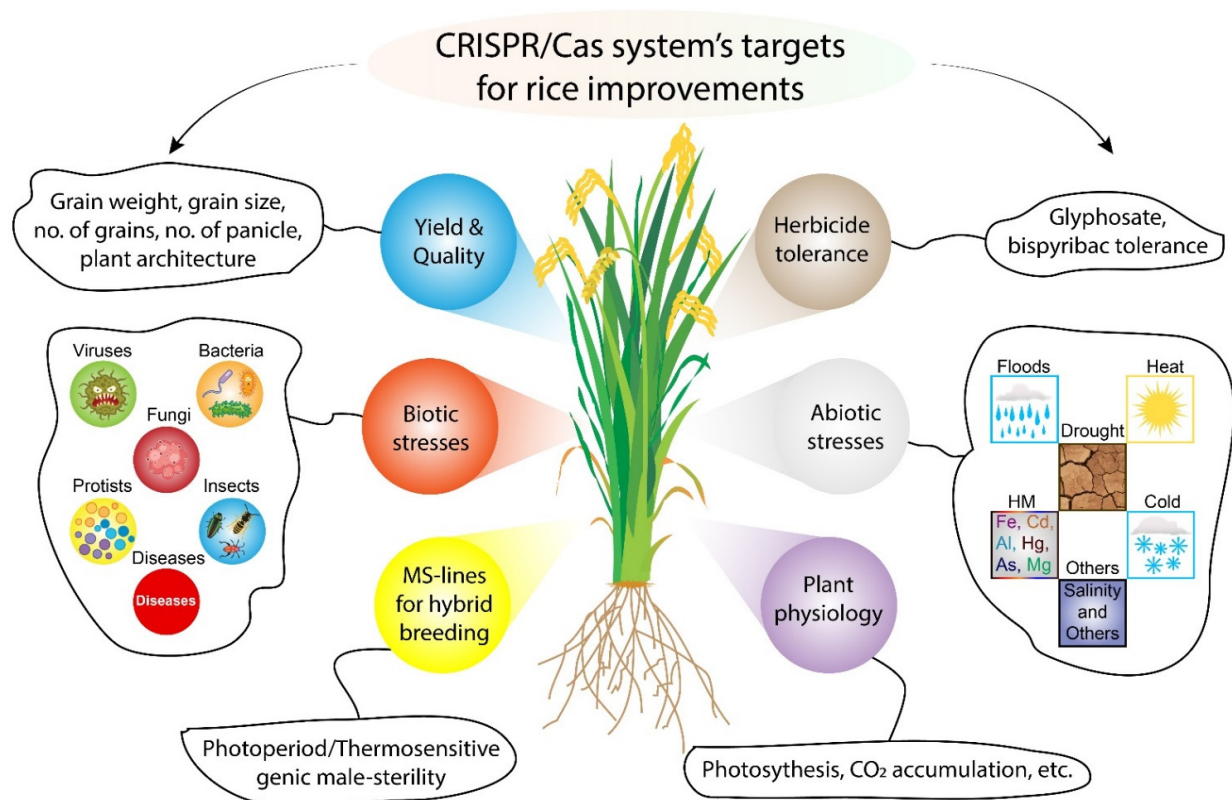 CRISPR/Cas system's targets
for rice improvements
Grain weight, grain size,
no. of grains, no. of panicle,
plant architecture
Yield &
Quality
Herbicide
tolerance
Glyphosate,
bispyribac tolerance
Viruses
Bacteria
Fungi
Protists
Insects
Diseases
Diseases
Biotic
stresses
Abiotic
stresses
Floods
Heat
Drought
HM
Cold
Fe, Cd,
Al, Hg,
As, Mg
Others
Salinity
and
Others
MS-lines
for hybrid
breeding
Plant
physiology
Photoperiod/Thermosensitive
genic male-sterility
Photosythesis, CO₂ accumulation, etc.